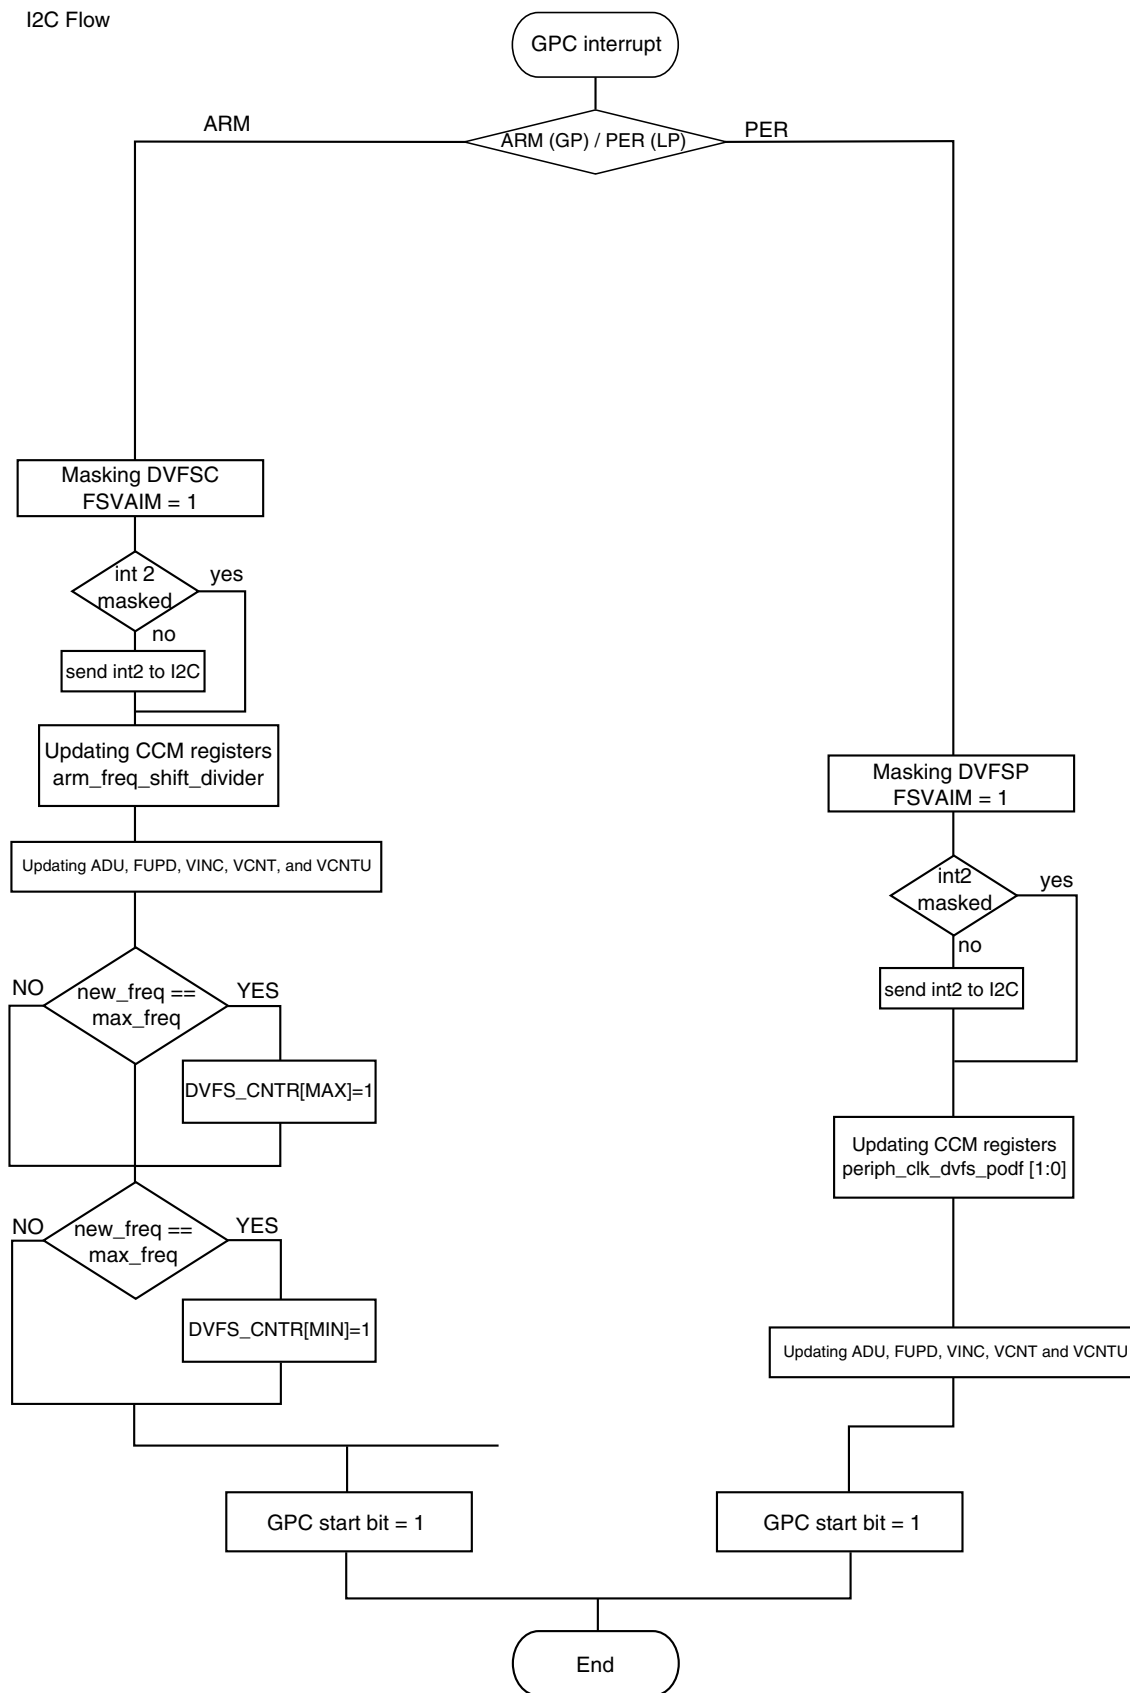 I2C Flow
GPC interrupt
ARM
ARM (GP) / PER (LP)
PER
Masking DVFSC
FSVAIM = 1
int 2
masked
yes
no
send int2 to I2C
Updating CCM registers
arm_freq_shift_divider
Updating ADU, FUPD, VINC, VCNT, and VCNTU
NO
new_freq ==
max_freq
YES
DVFS_CNTR[MAX]=1
NO
new_freq ==
max_freq
YES
DVFS_CNTR[MIN]=1
GPC start bit = 1
Masking DVFSP
FSVAIM = 1
int2
masked
yes
no
send int2 to I2C
Updating CCM registers
periph_clk_dvfs_podf [1:0]
Updating ADU, FUPD, VINC, VCNT and VCNTU
GPC start bit = 1
End